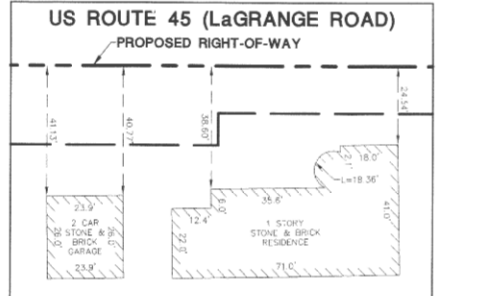 US ROUTE 45 (LaGRANGE ROAD)
PROPOSED RIGHT-OF-WAY
41.13'
40.77'
38.60'
24.54'
23.9'
2 CAR
STONE &
BRICK
GARAGE
26.0'
26.0'
23.9'
12.4'
6.0'
35.6'
2.1'
18.0'
L=18.36'
22.0'
1 STORY
STONE & BRICK
RESIDENCE
41.0'
71.0'